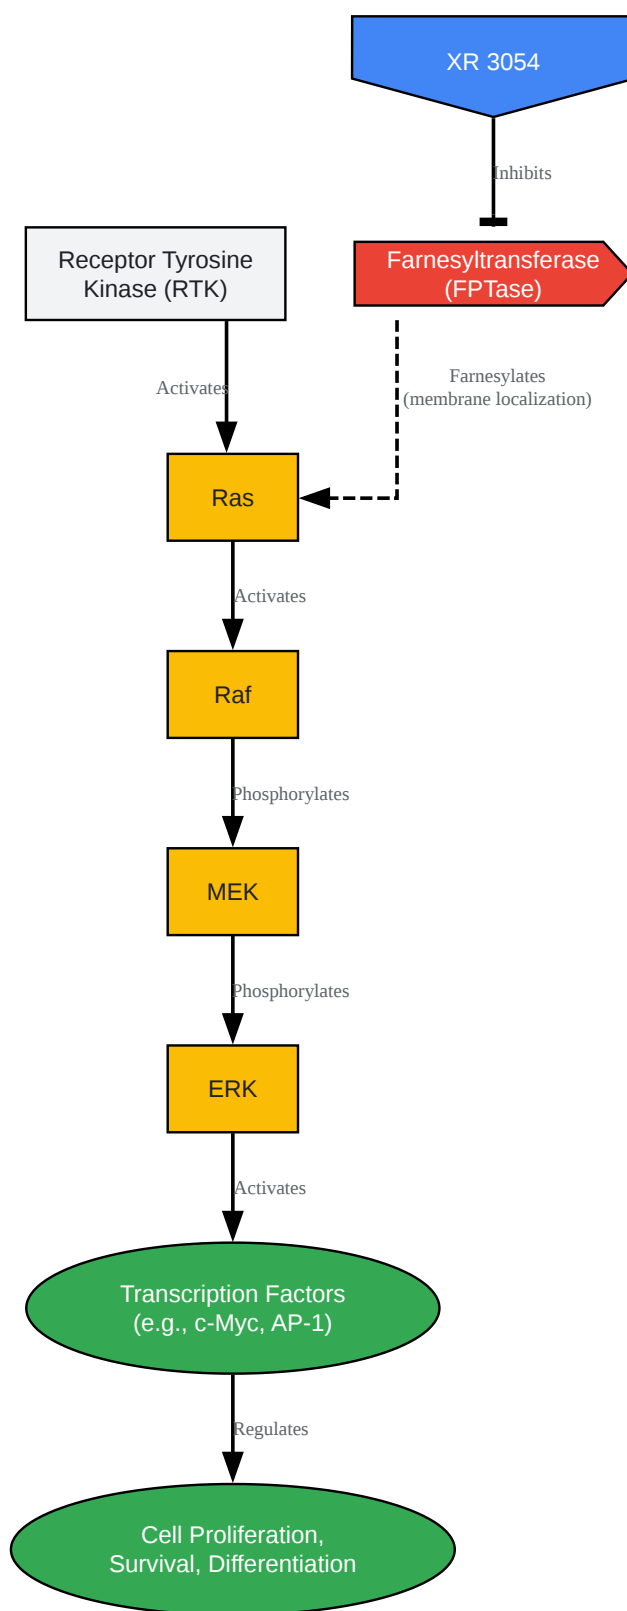 XR 3054
Inhibits
Receptor Tyrosine
Kinase (RTK)
Farnesyltransferase
(FPTase)
Activates
Farnesylates
(membrane localization)
Ras
Activates
Raf
Phosphorylates
MEK
Phosphorylates
ERK
Activates
Transcription Factors
(e.g., c-Myc, AP-1)
Regulates
Cell Proliferation,
Survival, Differentiation